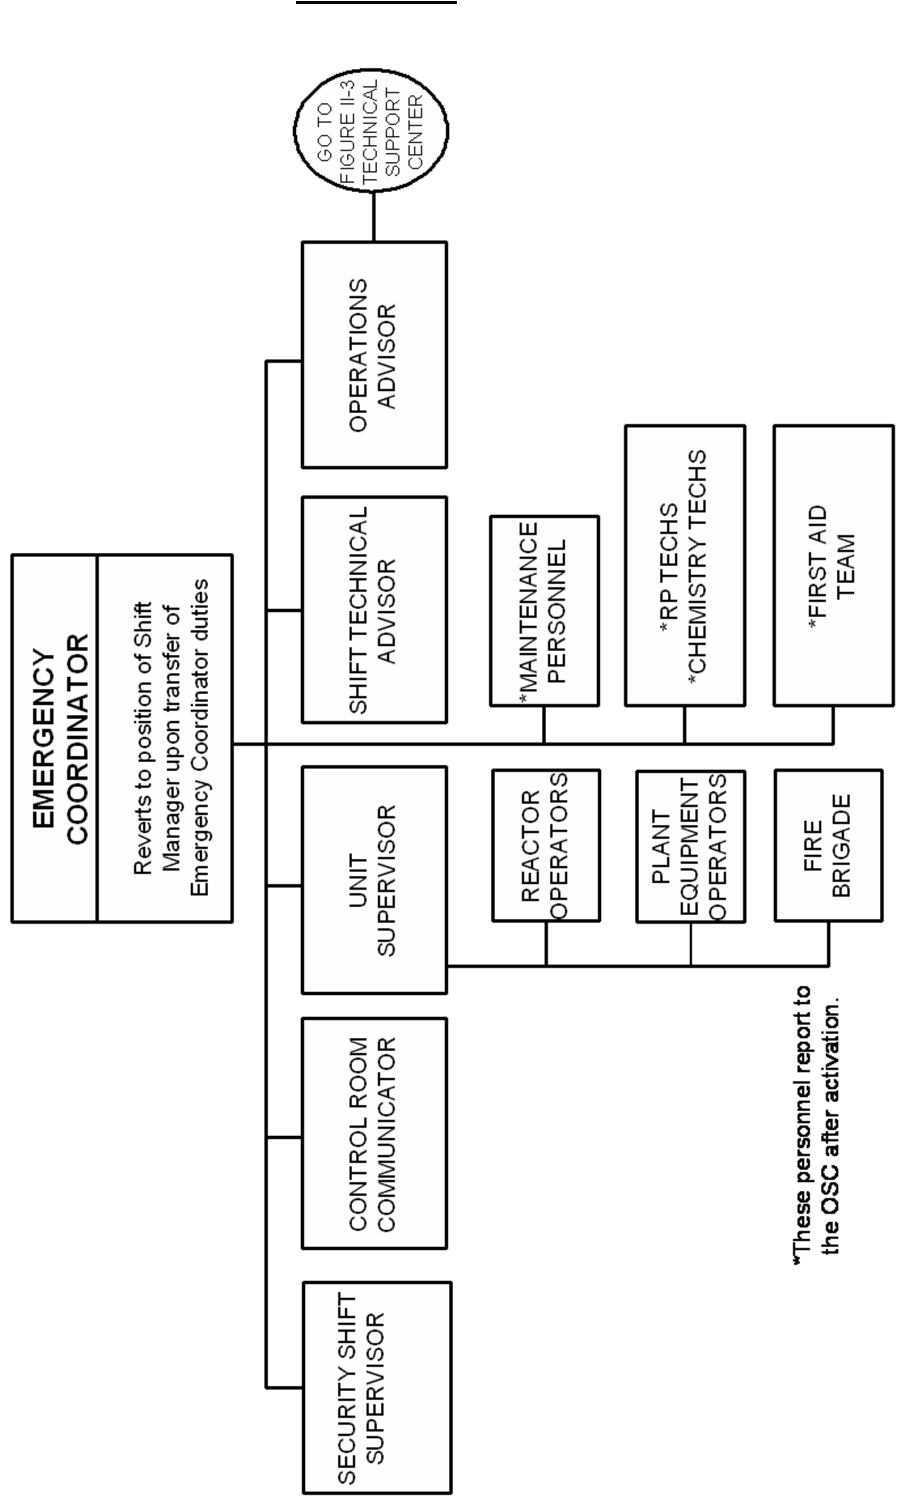 EMERGENCY
COORDINATOR
Reverts to position of Shift
Manager upon transfer of
Emergency Coordinator duties
SECURITY SHIFT
SUPERVISOR
CONTROL ROOM
COMMUNICATOR
UNIT
SUPERVISOR
SHIFT TECHNICAL
ADVISOR
OPERATIONS
ADVISOR
GO TO
FIGURE II-3
TECHNICAL
SUPPORT
CENTER
REACTOR
OPERATORS
*MAINTENANCE
PERSONNEL
PLANT
EQUIPMENT
OPERATORS
*RP TECHS
*CHEMISTRY TECHS
FIRE
BRIGADE
*FIRST AID
TEAM
*These personnel report to
the OSC after activation.